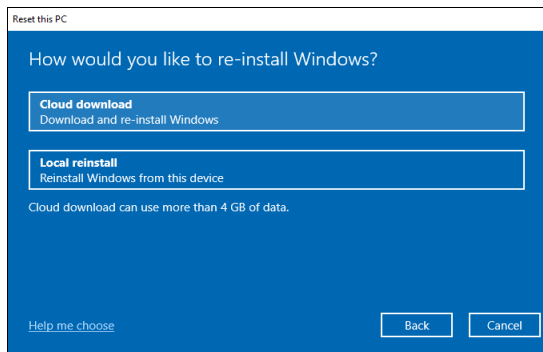 Reset this PC
How would you like to re-install Windows?
Cloud download
Download and re-install Windows
Local reinstall
Reinstall Windows from this device
Cloud download can use more than 4 GB of data.
Help me choose
Back
Cancel